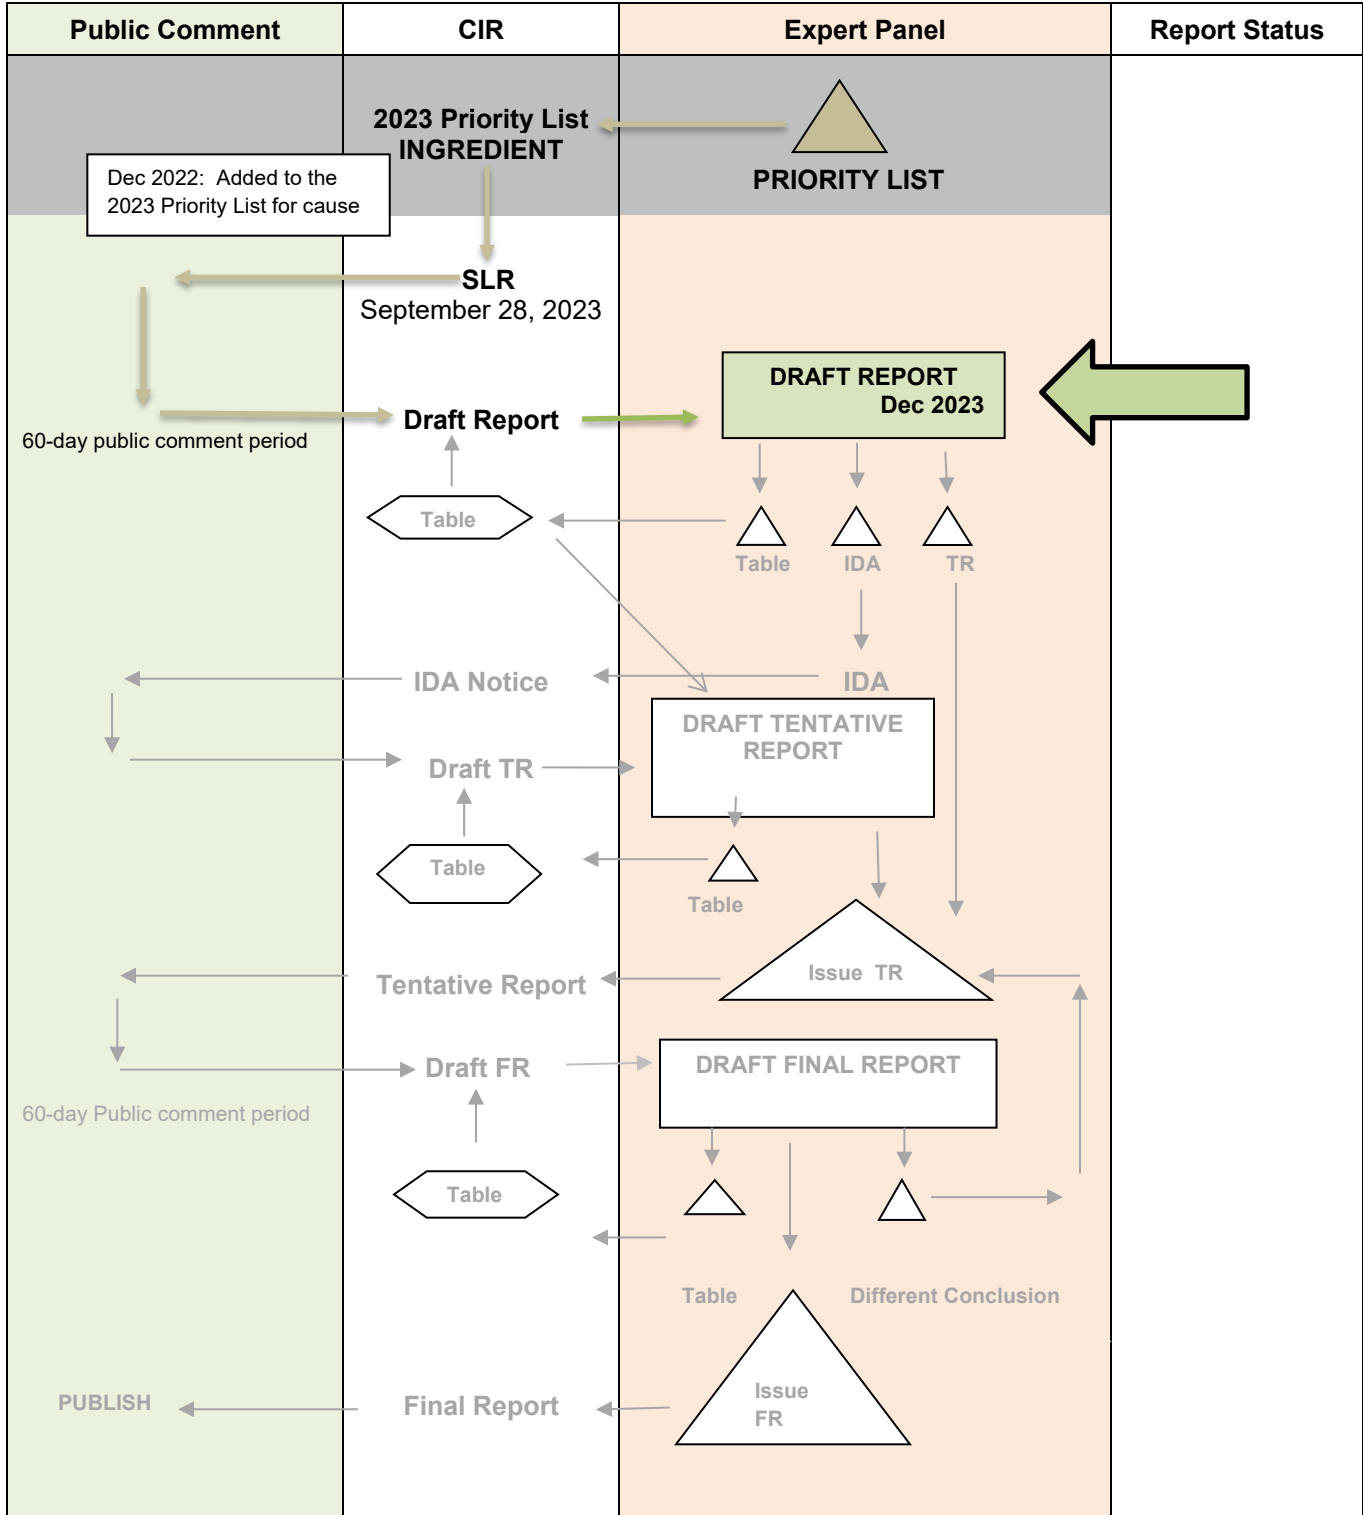 Public Comment
CIR
Expert Panel
Report Status
2023 Priority List
INGREDIENT
PRIORITY LIST
Dec 2022:  Added to the
2023 Priority List for cause
SLR
September 28, 2023
DRAFT REPORT
Dec 2023
Draft Report
60-day public comment period
Table
Table
IDA
TR
IDA Notice
IDA
DRAFT TENTATIVE
REPORT
Draft TR
Table
Table
Issue  TR
Tentative Report
Draft FR
DRAFT FINAL REPORT
60-day Public comment period
Table
Table
Different Conclusion
Issue
FR
PUBLISH
Final Report